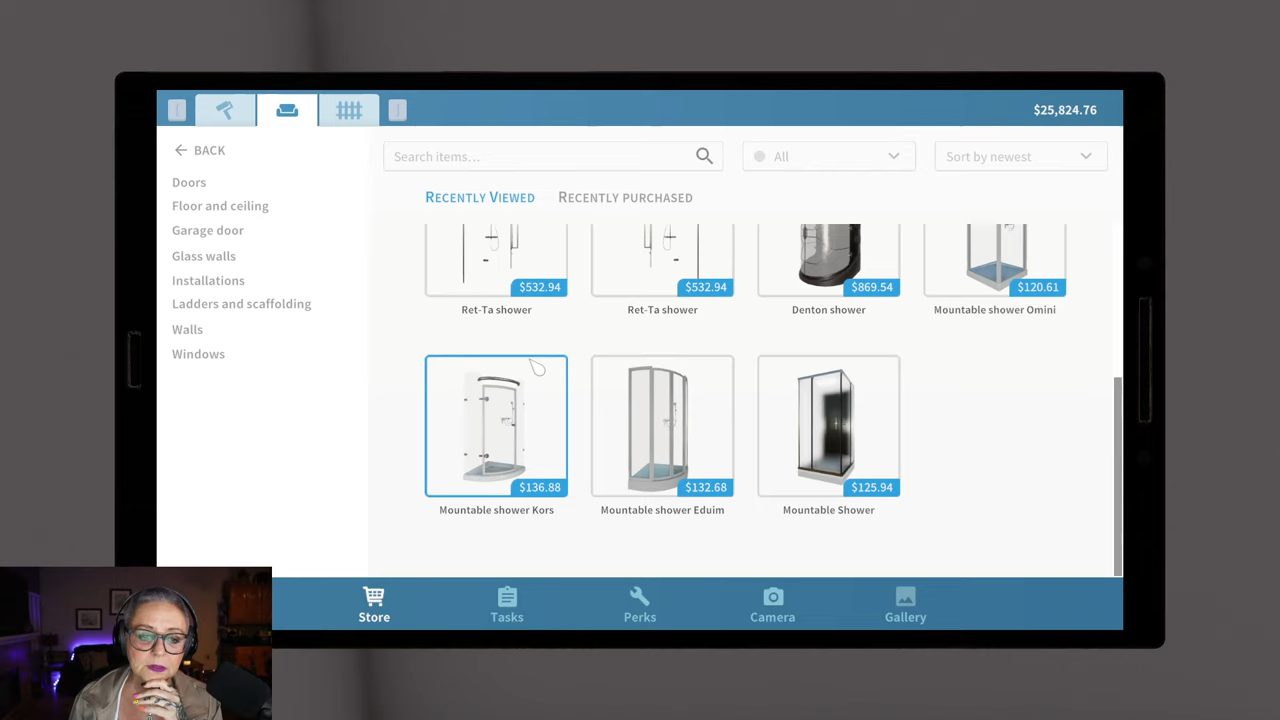 $25,824.76
BACK
Search items...
All
Sort by newest
Doors
Floor and ceiling
Garage door
Glass walls
Installations
Ladders and scaffolding
Walls
Windows
RECENTLY VIEWED
RECENTLY PURCHASED
$532.94
$532.94
$869.54
$120.61
Ret-Ta shower
Ret-Ta shower
Denton shower
Mountable shower Omini
$136.88
$132.68
$125.94
Mountable shower Kors
Mountable shower Eduim
Mountable Shower
Store
Tasks
Perks
Camera
Gallery